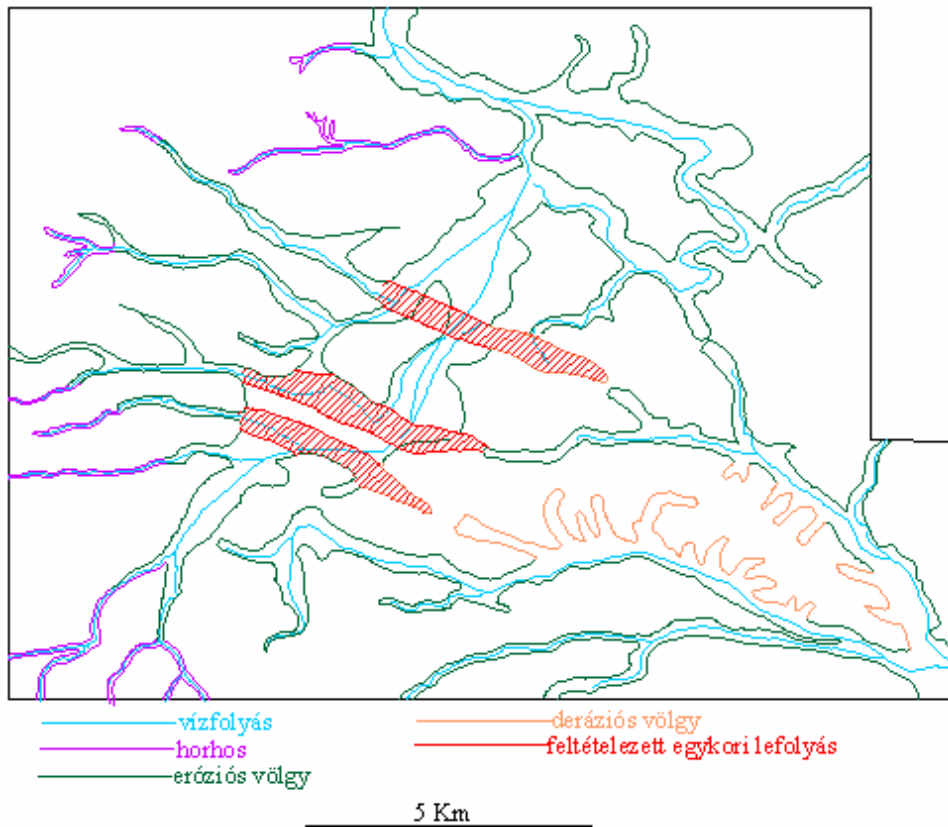 vízfolyás
horhos
eróziós völgy
deráziós völgy
feltételezett egykori lefolyás
5 Km